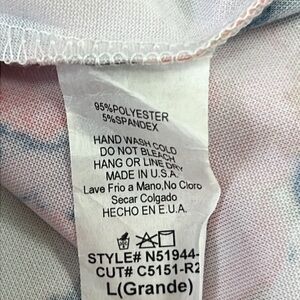 95%POLYESTER
5%SPANDEX
HAND WASH COLD
DO NOT BLEACH
HANG OR LINE DRY
MADE IN U.S.A.
Lave Frio a Mano,No Cloro
Secar Colgado
HECHO EN E.U.A.
STYLE# N51944-
CUT# C5151-R2
L(Grande)